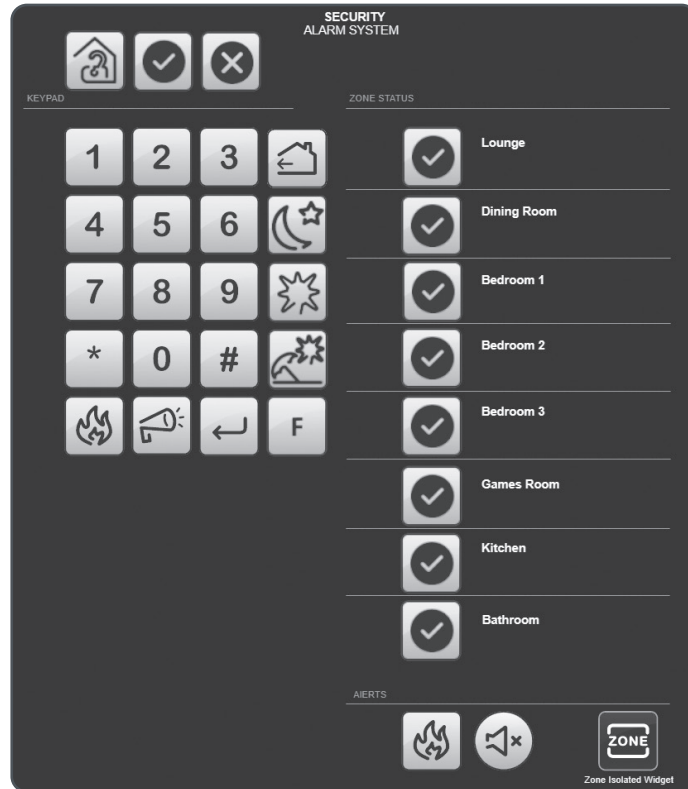 SECURITY
ALARM SYSTEM
KEYPAD
1 2 3
4 5 6
7 8 9
* 0 #
F
ZONE STATUS
Lounge
Dining Room
Bedroom 1
Bedroom 2
Bedroom 3
Games Room
Kitchen
Bathroom
AIERTS
ZONE
Zone Isolated Widget